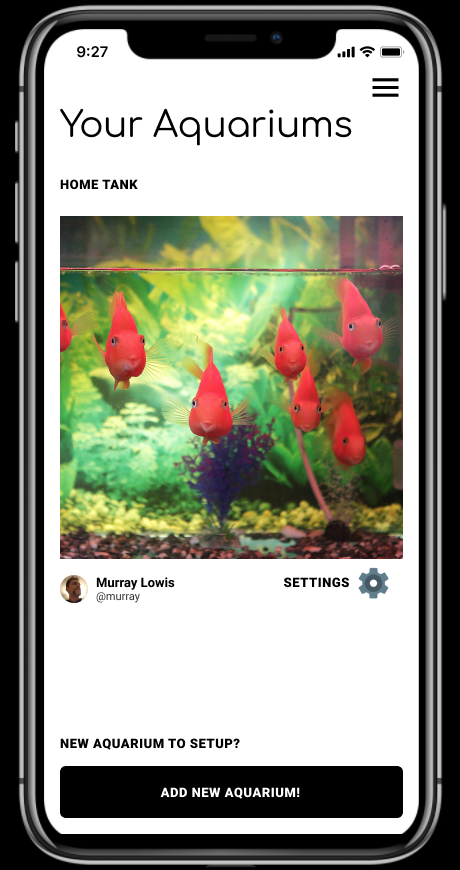 9:27
Your Aquariums
HOME TANK
Murray Lowis
@murray
SETTINGS
NEW AQUARIUM TO SETUP?
ADD NEW AQUARIUM!